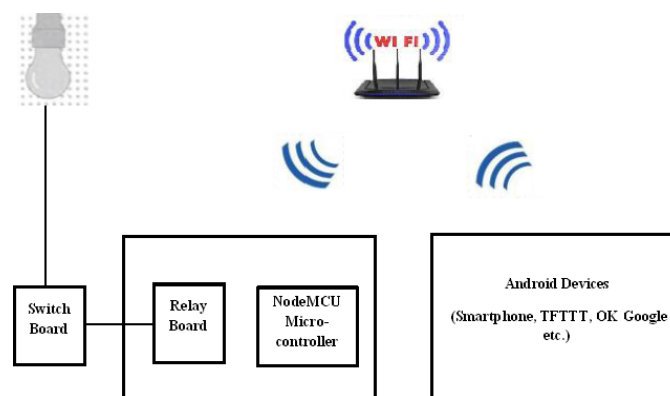 WI FI
Switch
Board
Relay
Board
NodeMCU
Micro-
controller
Android Devices
(Smartphone, TFTTT, OK Google
etc.)